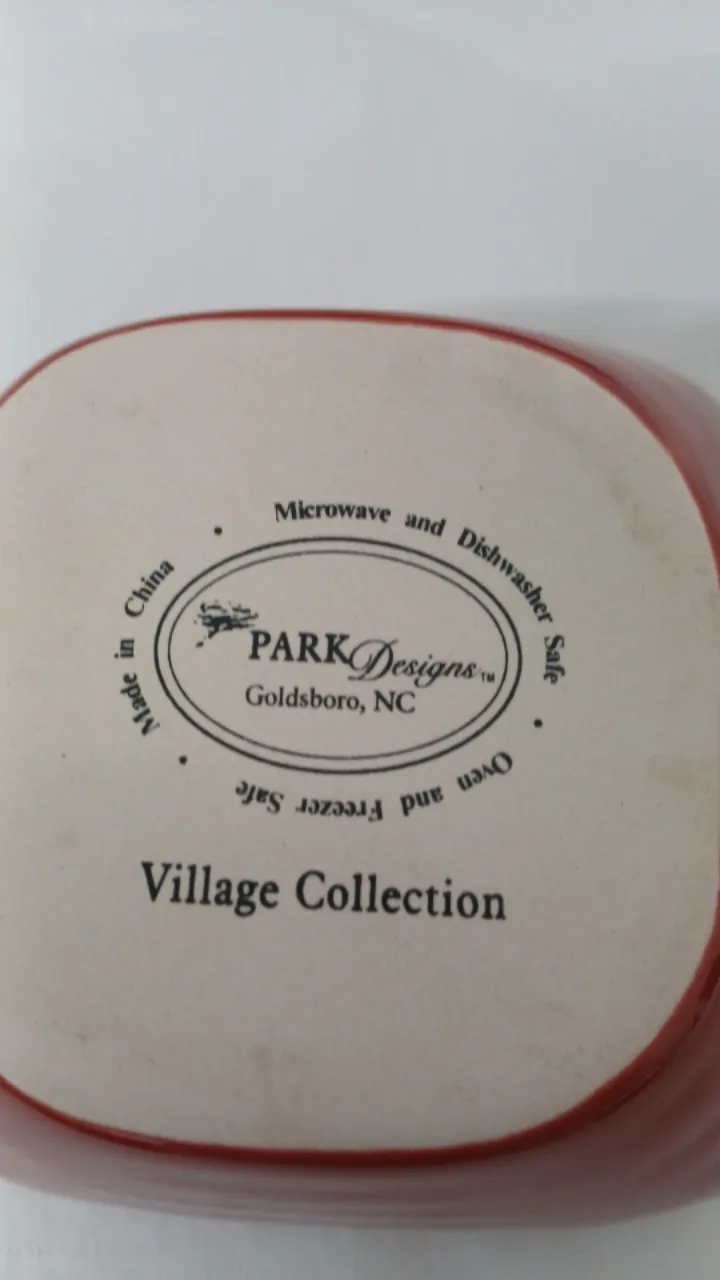 Microwave and Dishwasher Safe • Oven and Freezer Safe • Made in China •
PARK Designs™
Goldsboro, NC
Village Collection